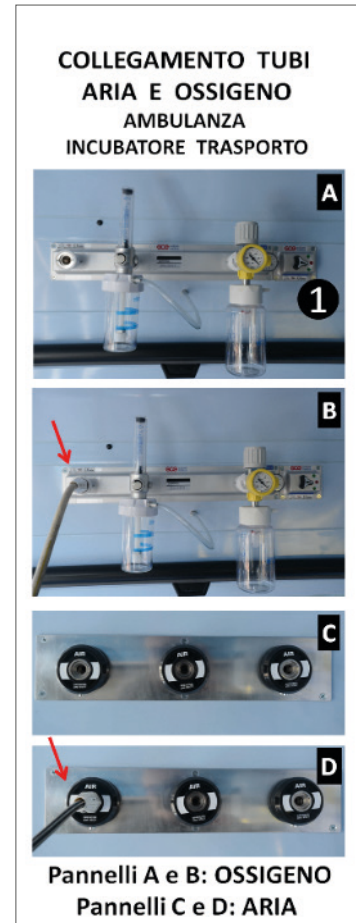 COLLEGAMENTO TUBI
ARIA E OSSIGENO
AMBULANZA
INCUBATORE TRASPORTO
A
1
B
C
AIR
AIR
AIR
D
AIR
AIR
AIR
Pannelli A e B: OSSIGENO
Pannelli C e D: ARIA